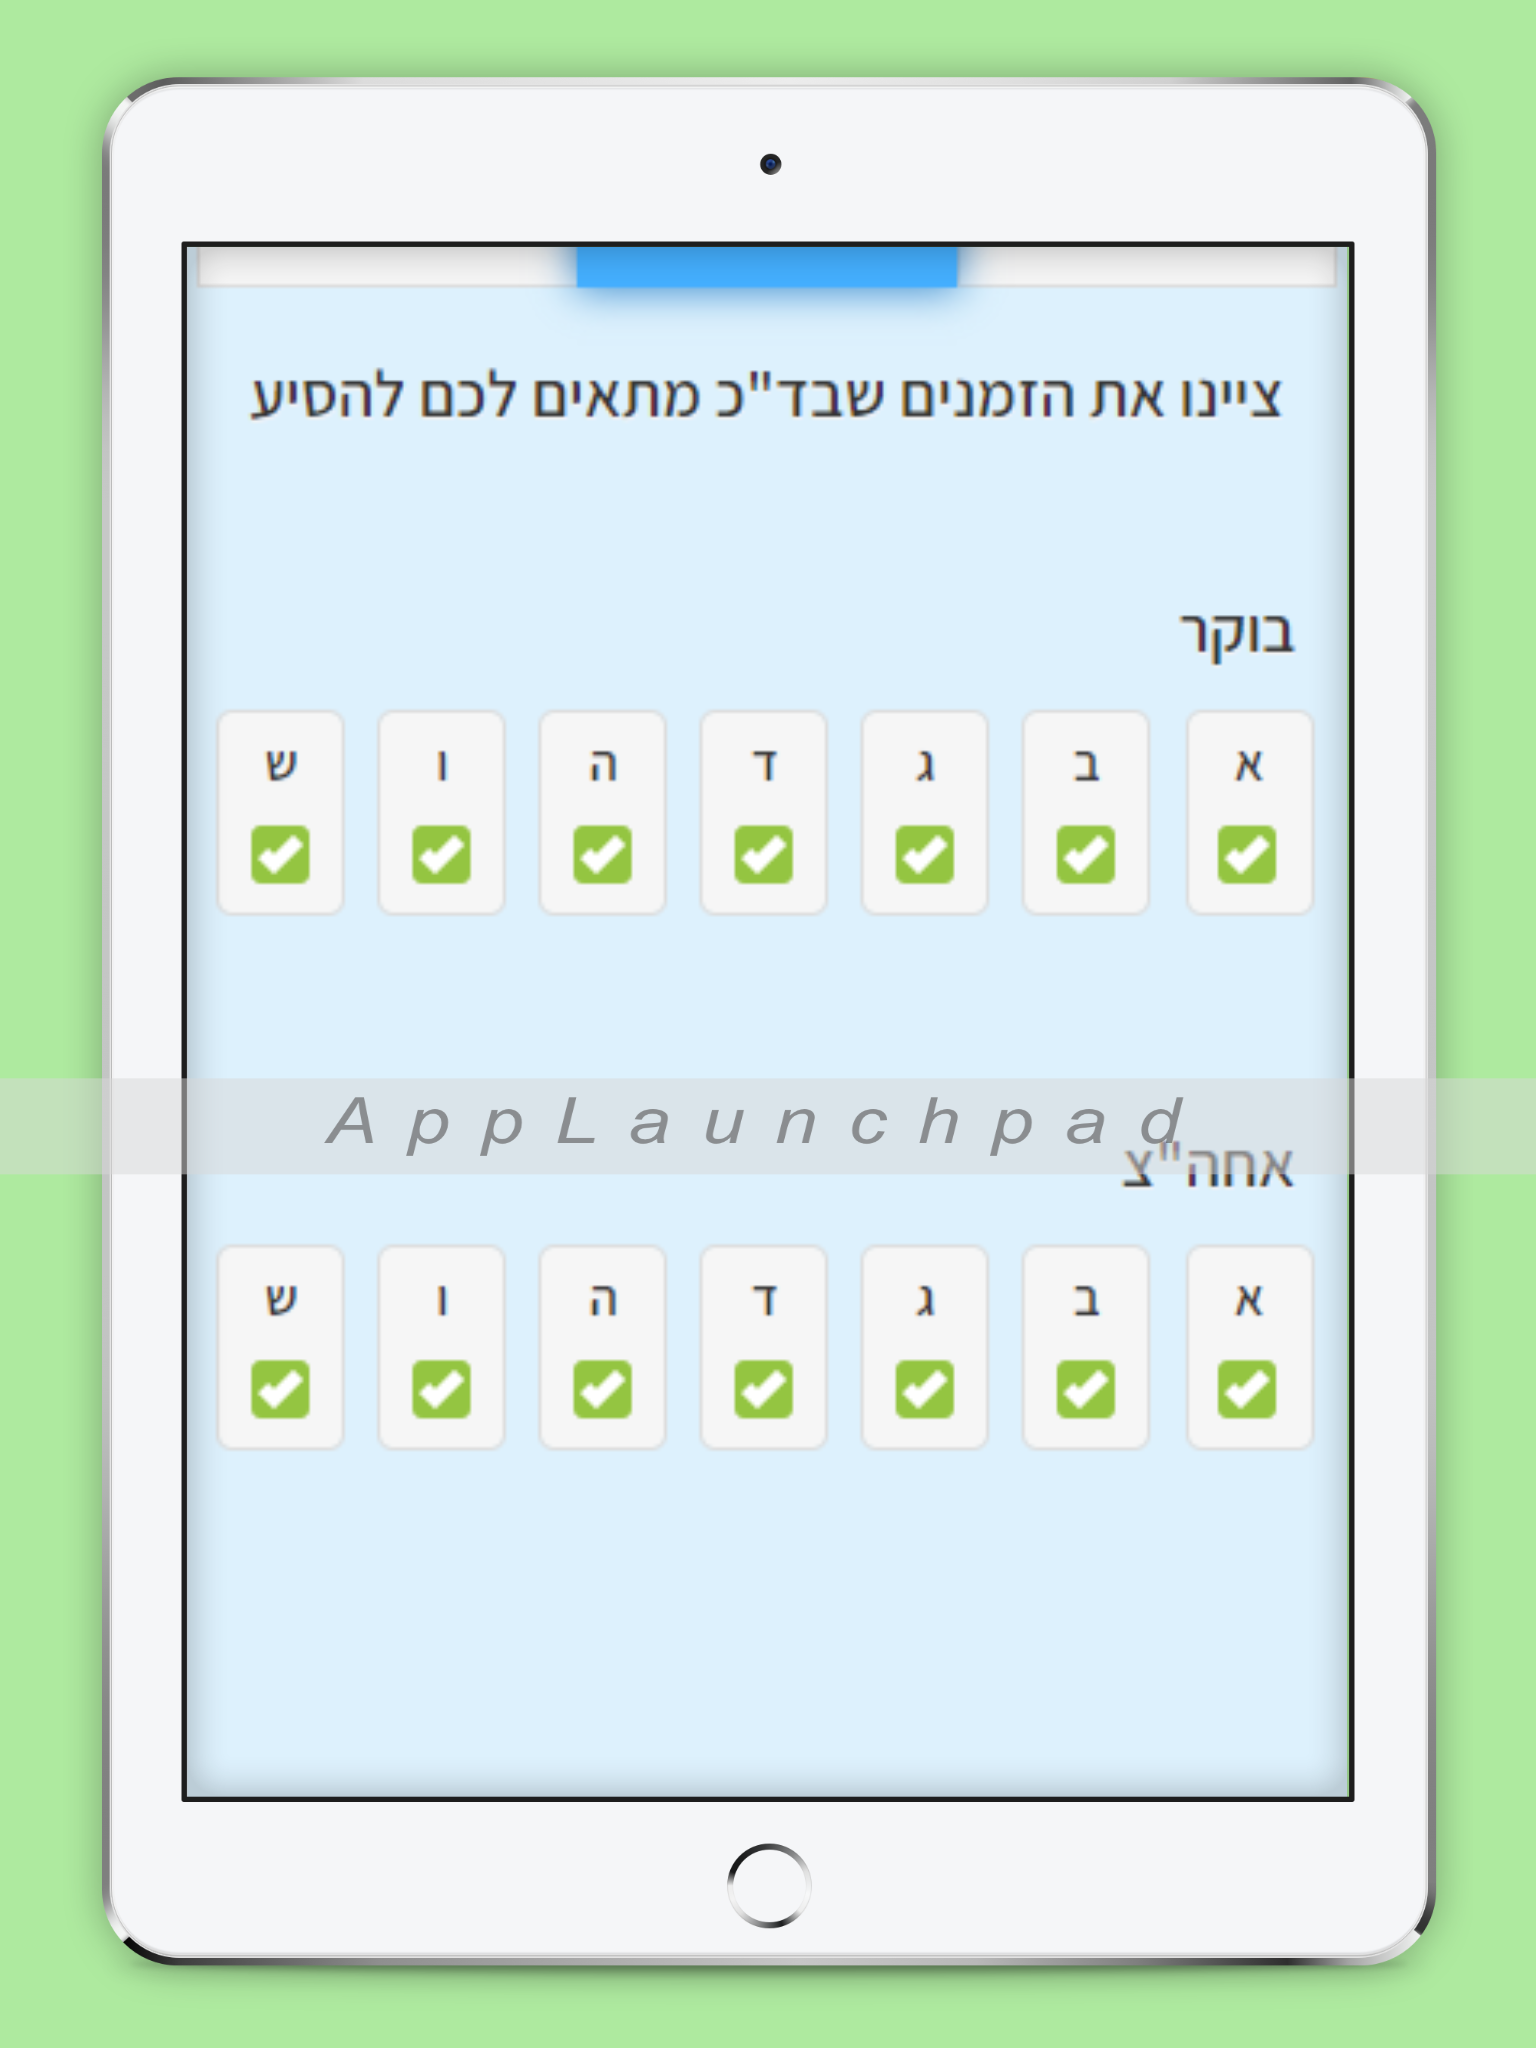 ציינו את הזמנים שבד"כ מתאים לכם להסיע
בוקר
א ב ג ד ה ו ש
AppLaunchpad
אחה"צ
א ב ג ד ה ו ש